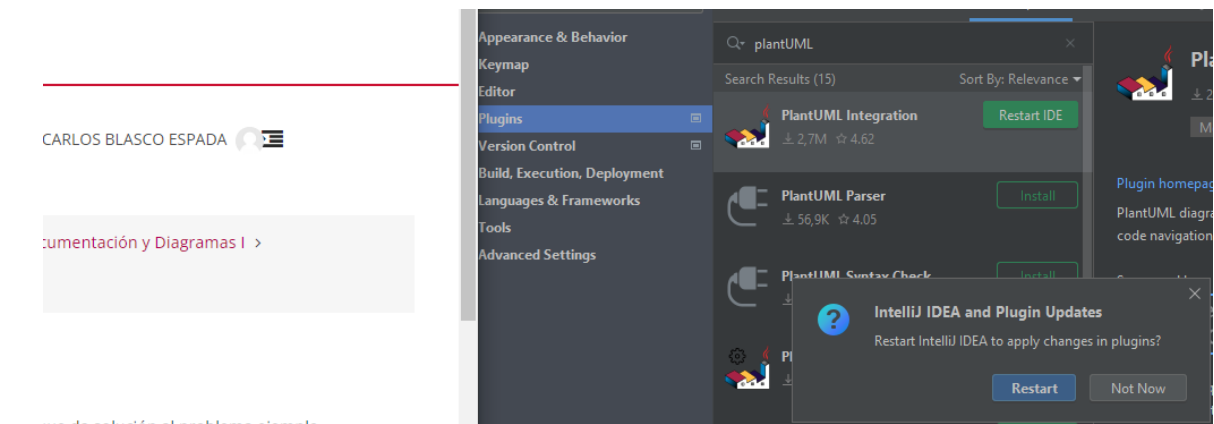 CARLOS BLASCO ESPADA
Documentación y Diagramas I >
Appearance & Behavior
Keymap
Editor
Plugins
Version Control
Build, Execution, Deployment
Languages & Frameworks
Tools
Advanced Settings
plantUML
Search Results (15) Sort By: Relevance
PlantUML Integration Restart IDE
2,7M 4.62
PlantUML Parser Install
56,9K 4.05
PlantUML Syntax Check Install
IntelliJ IDEA and Plugin Updates
Restart IntelliJ IDEA to apply changes in plugins?
Restart Not Now
Pla
Plugin homepag
PlantUML diagra
code navigation